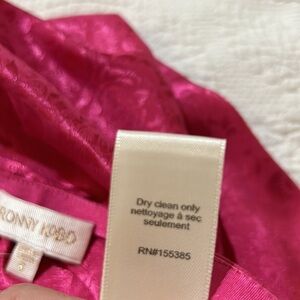 RONNY KOBO
Dry clean only
nettoyage à sec
seulement
RN#155385